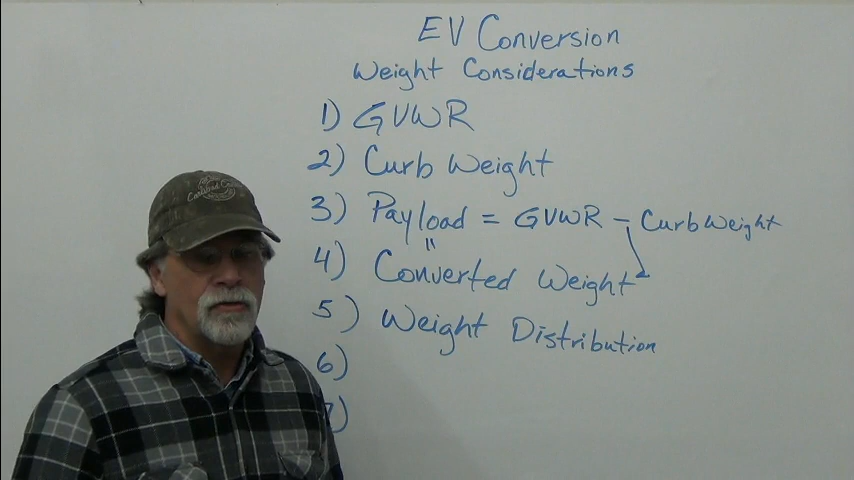 EV Conversion
Weight Considerations
1) GVWR
2) Curb Weight
3) Payload = GVWR - Curb Weight
"
4) Converted Weight
5) Weight Distribution
6)
7)